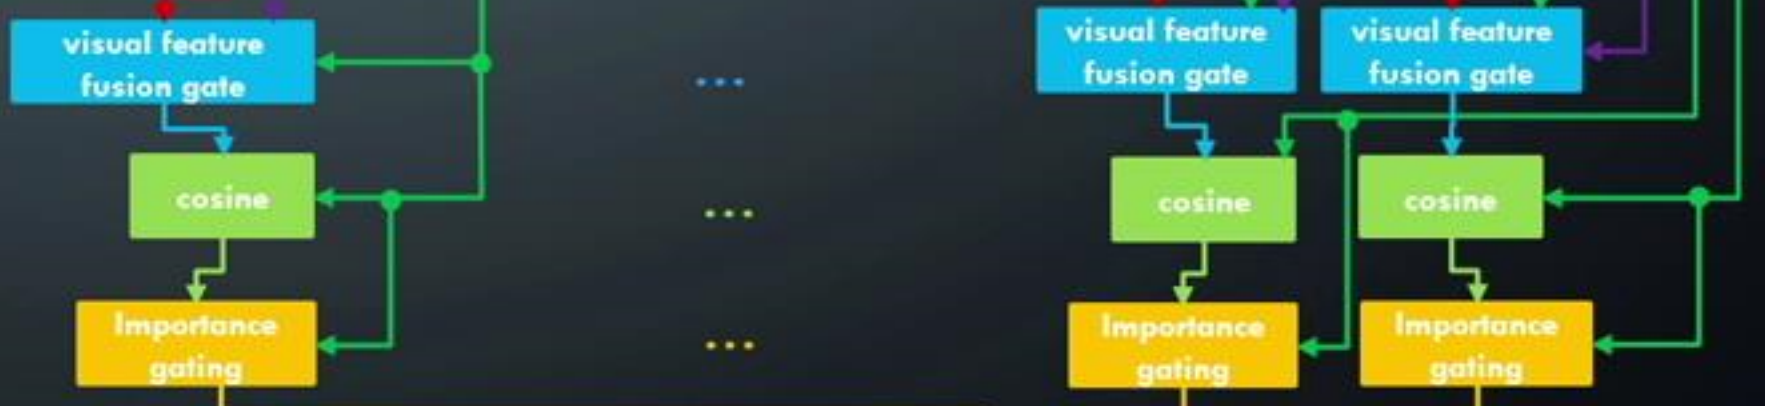 visual feature
fusion gate
...
visual feature
fusion gate
visual feature
fusion gate
cosine
...
cosine
cosine
Importance
gating
...
Importance
gating
Importance
gating